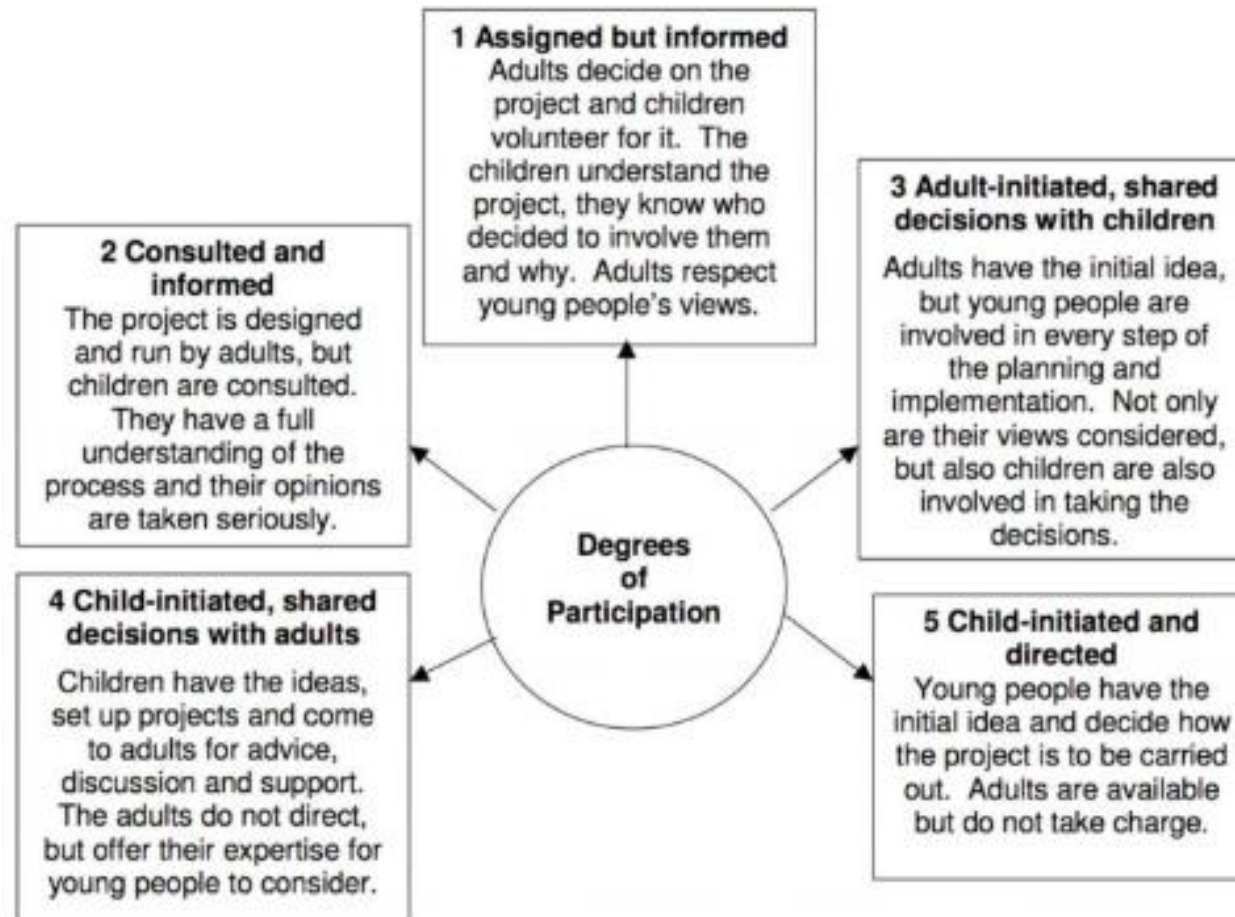 1 Assigned but informed
Adults decide on the
project and children
volunteer for it. The
children understand the
project, they know who
decided to involve them
and why. Adults respect
young people's views.
2 Consulted and
informed
The project is designed
and run by adults, but
children are consulted.
They have a full
understanding of the
process and their opinions
are taken seriously.
3 Adult-initiated, shared
decisions with children
Adults have the initial idea,
but young people are
involved in every step of
the planning and
implementation. Not only
are their views considered,
but also children are also
involved in taking the
decisions.
Degrees
of
Participation
4 Child-initiated, shared
decisions with adults
Children have the ideas,
set up projects and come
to adults for advice,
discussion and support.
The adults do not direct,
but offer their expertise for
young people to consider.
5 Child-initiated and
directed
Young people have the
initial idea and decide how
the project is to be carried
out. Adults are available
but do not take charge.